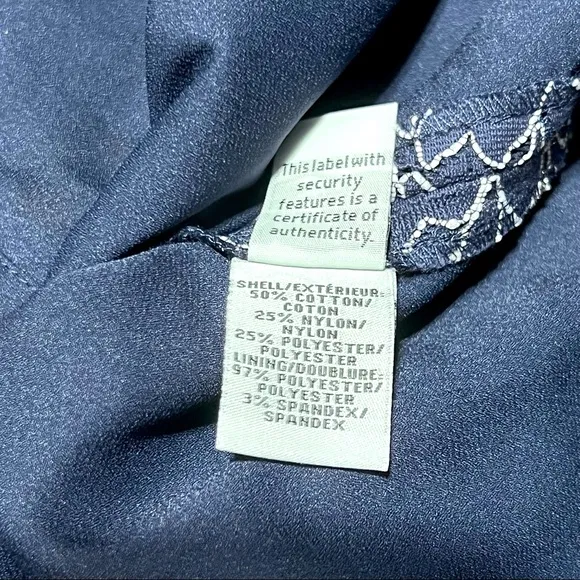 This label with
security
features is a
certificate of
authenticity.
SHELL/EXTÉRIEUR:
50% COTTON/
COTON
25% NYLON/
NYLON
25% POLYESTER/
POLYESTER
LINING/DOUBLURE:
97% POLYESTER/
POLYESTER
3% SPANDEX/
SPANDEX